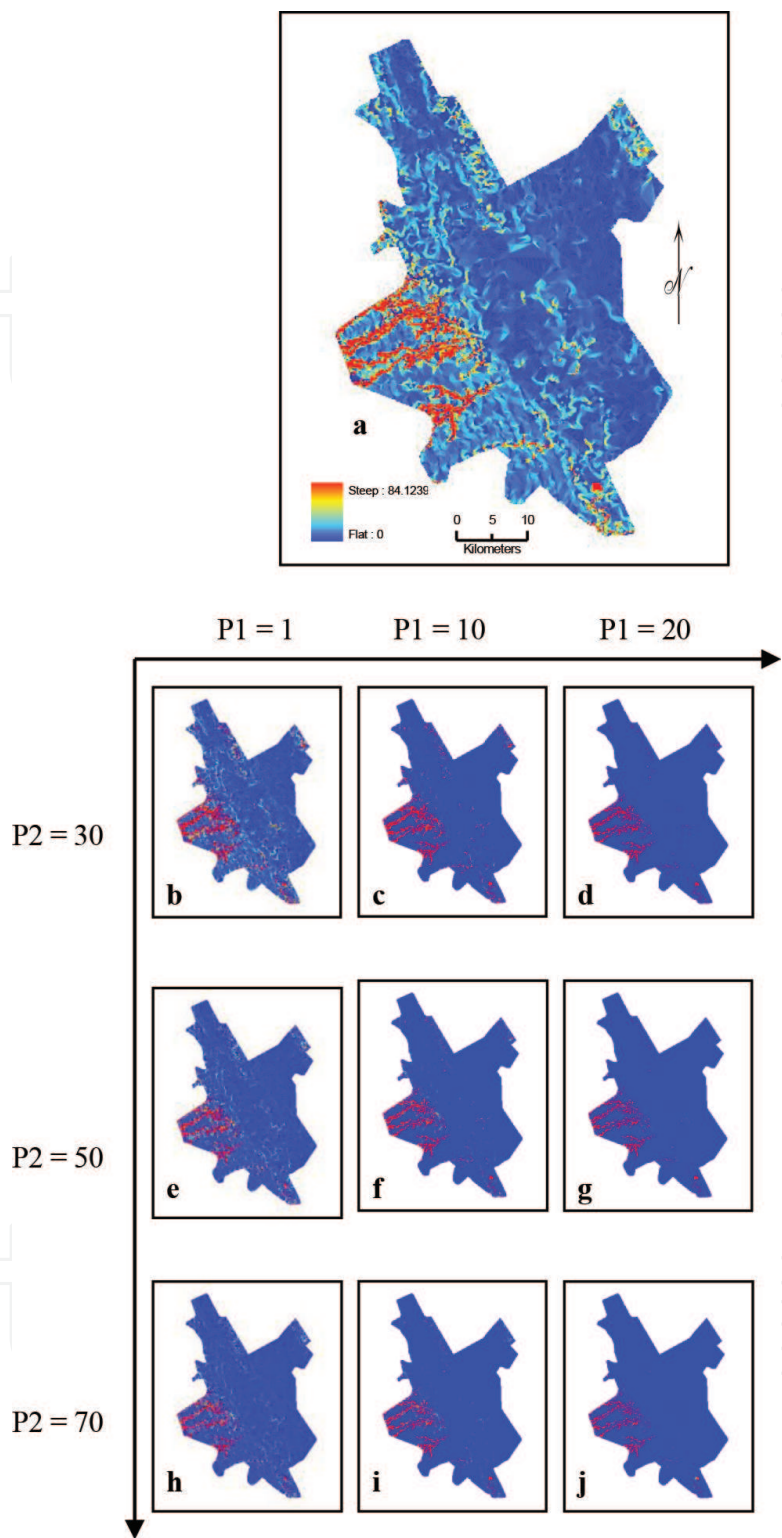 N
a
Steep : 84.1239
Flat : 0
0 5 10
Kilometers
P1 = 1 P1 = 10 P1 = 20
P2 = 30
b c d
P2 = 50
e f g
P2 = 70
h i j